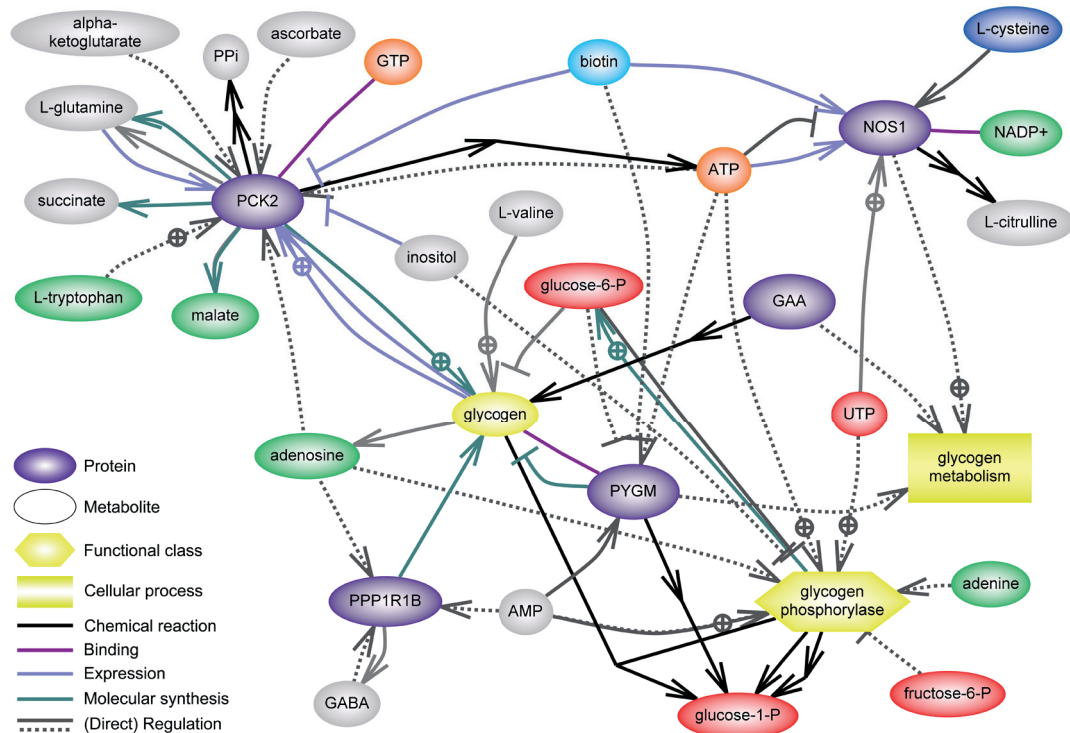 alpha-
ketoglutarate
PPi
ascorbate
GTP
biotin
L-cysteine
L-glutamine
NOS1
NADP+
succinate
PCK2
ATP
L-valine
L-citrulline
inositol
L-tryptophan
malate
glucose-6-P
GAA
glycogen
UTP
adenosine
glycogen
metabolism
PYGM
Protein
Metabolite
Functional class
Cellular process
Chemical reaction
Binding
Expression
Molecular synthesis
(Direct) Regulation
PPP1R1B
AMP
glycogen
phosphorylase
adenine
GABA
glucose-1-P
fructose-6-P